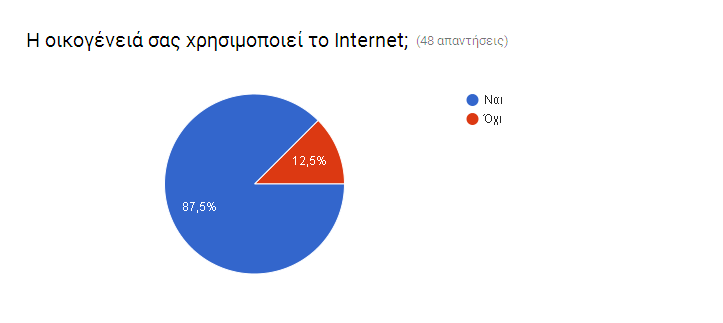 Η οικογένειά σας χρησιμοποιεί το Internet; (48 απαντήσεις)
Ναι
Όχι
12,5%
87,5%